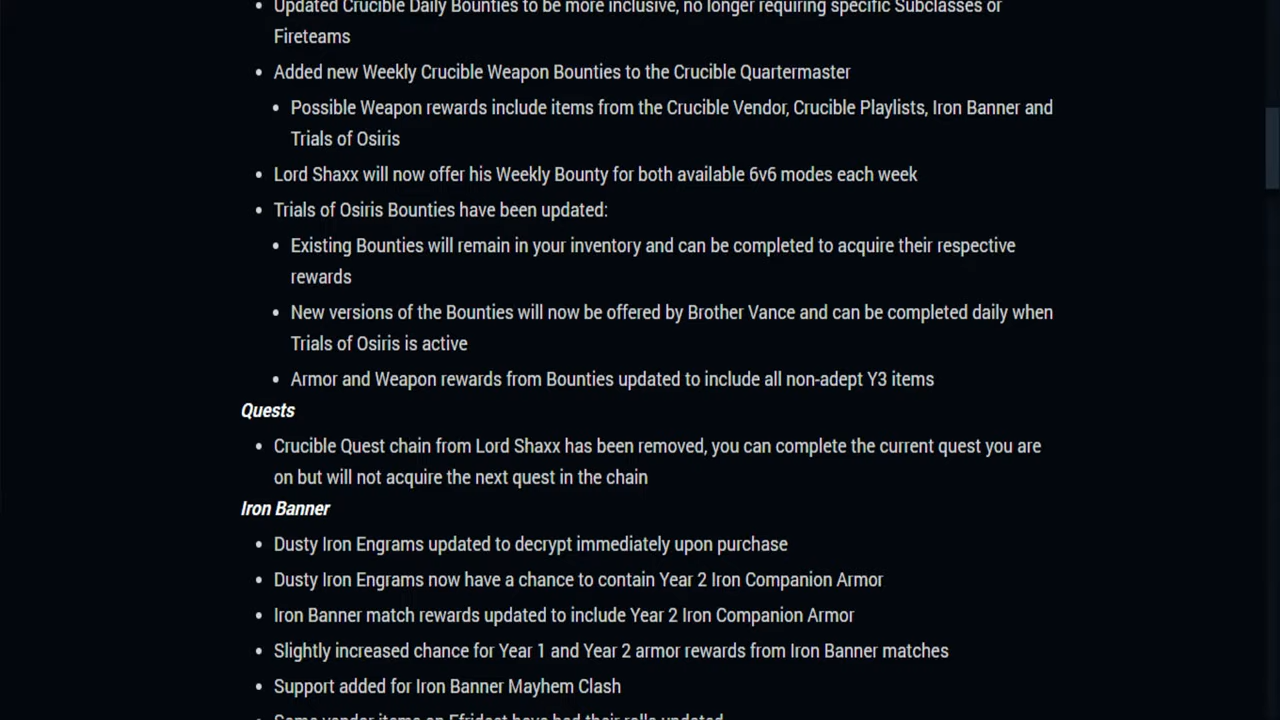 Updated Crucible Daily Bounties to be more inclusive, no longer requiring specific Subclasses or
Fireteams
Added new Weekly Crucible Weapon Bounties to the Crucible Quartermaster
Possible Weapon rewards include items from the Crucible Vendor, Crucible Playlists, Iron Banner and
Trials of Osiris
Lord Shaxx will now offer his Weekly Bounty for both available 6v6 modes each week
Trials of Osiris Bounties have been updated:
Existing Bounties will remain in your inventory and can be completed to acquire their respective
rewards
New versions of the Bounties will now be offered by Brother Vance and can be completed daily when
Trials of Osiris is active
Armor and Weapon rewards from Bounties updated to include all non-adept Y3 items
Quests
Crucible Quest chain from Lord Shaxx has been removed, you can complete the current quest you are
on but will not acquire the next quest in the chain
Iron Banner
Dusty Iron Engrams updated to decrypt immediately upon purchase
Dusty Iron Engrams now have a chance to contain Year 2 Iron Companion Armor
Iron Banner match rewards updated to include Year 2 Iron Companion Armor
Slightly increased chance for Year 1 and Year 2 armor rewards from Iron Banner matches
Support added for Iron Banner Mayhem Clash
Some vendor items on Efrideet have had their rolls updated